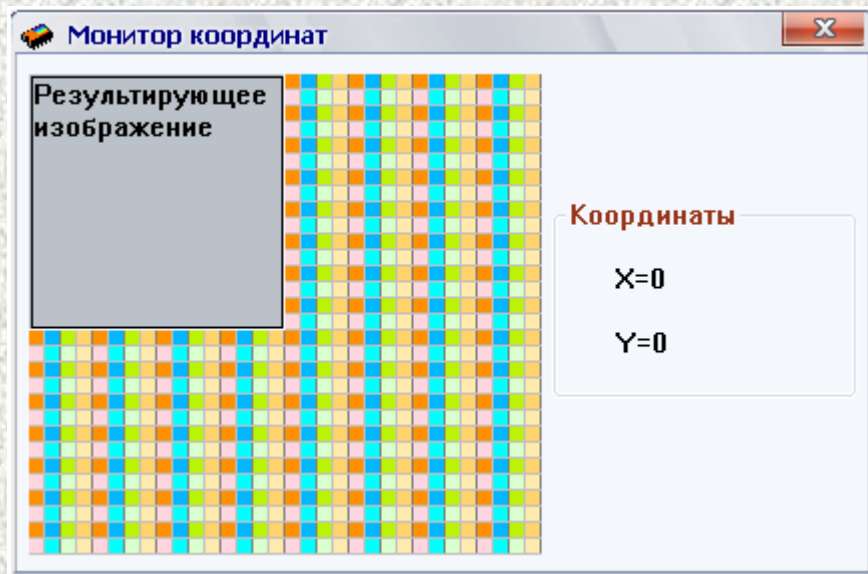 Монитор координат
Результирующее
изображение
Координаты
X=0
Y=0